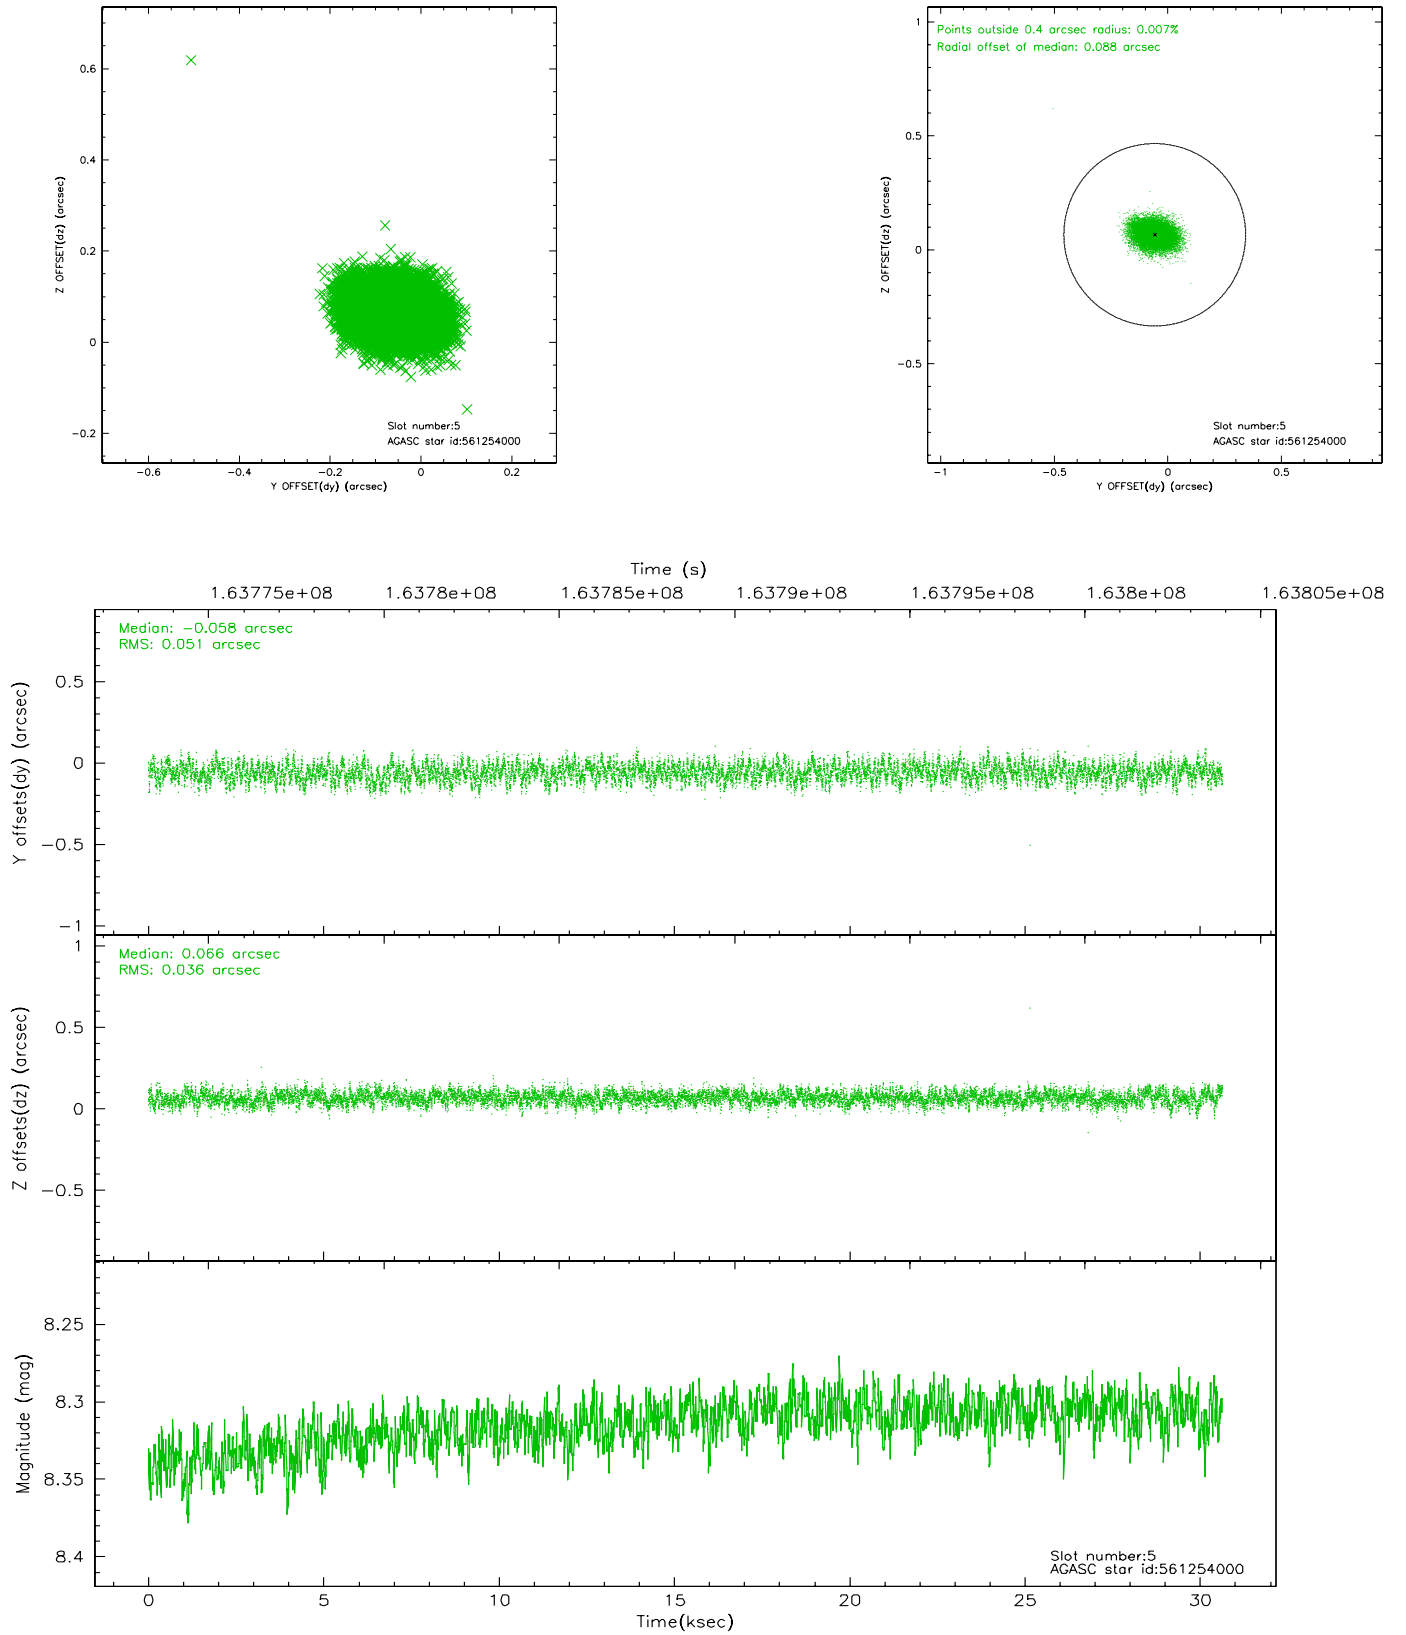 0.6
0.4
0.2
0
−0.2
Z OFFSET(dz) (arcsec)
Slot number:5
AGASC star id:561254000
−0.6 −0.4 −0.2 0 0.2
Y OFFSET(dy) (arcsec)
Points outside 0.4 arcsec radius: 0.007%
Radial offset of median: 0.088 arcsec
1
0.5
0
−0.5
Z OFFSET(dz) (arcsec)
Slot number:5
AGASC star id:561254000
−1 −0.5 0 0.5
Y OFFSET(dy) (arcsec)
Time (s)
1.63775e+08 1.6378e+08 1.63785e+08 1.6379e+08 1.63795e+08 1.638e+08 1.63805e+08
Median: −0.058 arcsec
RMS: 0.051 arcsec
0.5
0
−0.5
−1
Y offsets(dy) (arcsec)
Median: 0.066 arcsec
RMS: 0.036 arcsec
1
0.5
0
−0.5
Z offsets(dz) (arcsec)
8.25
8.3
8.35
8.4
Magnitude (mag)
Slot number:5
AGASC star id:561254000
0 5 10 15 20 25 30
Time(ksec)